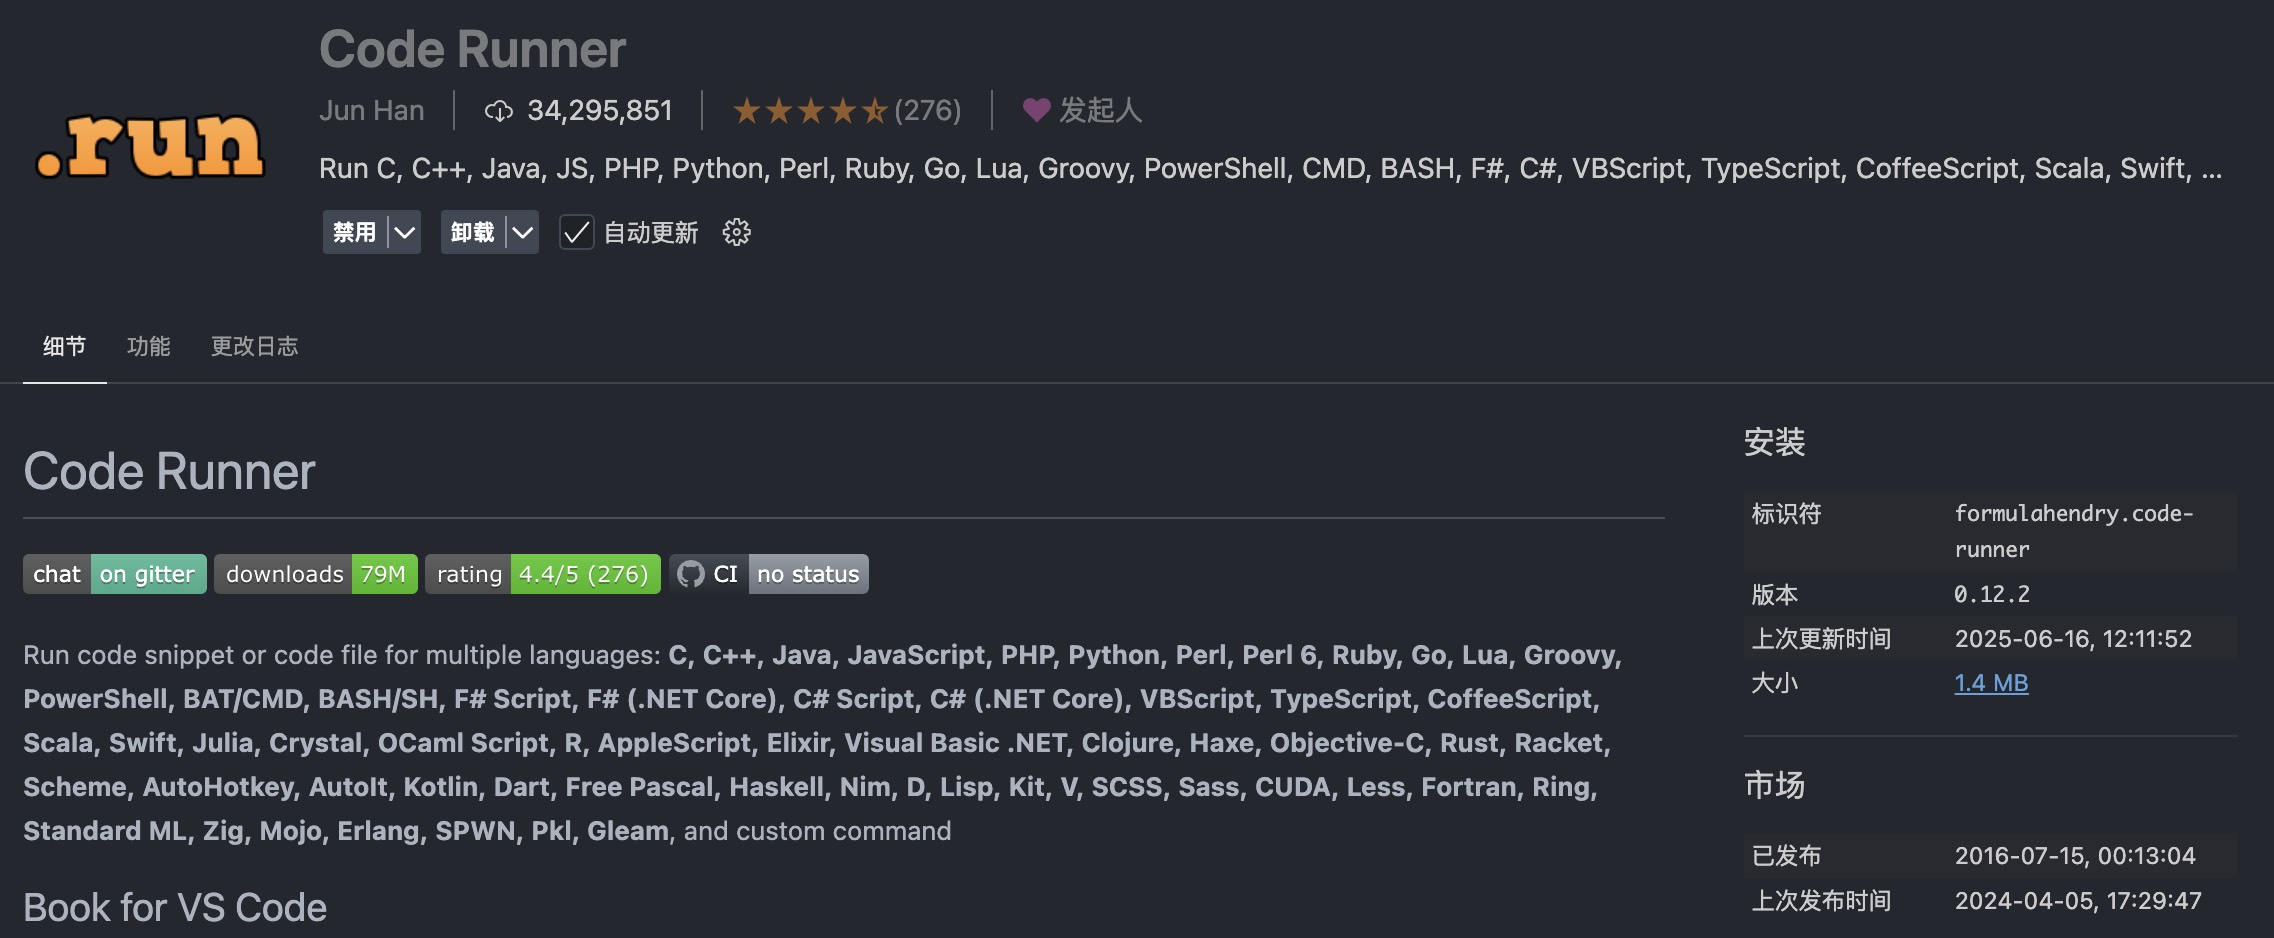 Code Runner
.run
Jun Han 34,295,851 (276) 发起人
Run C, C++, Java, JS, PHP, Python, Perl, Ruby, Go, Lua, Groovy, PowerShell, CMD, BASH, F#, C#, VBScript, TypeScript, CoffeeScript, Scala, Swift, ...
禁用 卸载 自动更新
细节 功能 更改日志
Code Runner
chat on gitter downloads 79M rating 4.4/5 (276) CI no status
Run code snippet or code file for multiple languages: C, C++, Java, JavaScript, PHP, Python, Perl, Perl 6, Ruby, Go, Lua, Groovy,
PowerShell, BAT/CMD, BASH/SH, F# Script, F# (.NET Core), C# Script, C# (.NET Core), VBScript, TypeScript, CoffeeScript,
Scala, Swift, Julia, Crystal, OCaml Script, R, AppleScript, Elixir, Visual Basic .NET, Clojure, Haxe, Objective-C, Rust, Racket,
Scheme, AutoHotkey, AutoIt, Kotlin, Dart, Free Pascal, Haskell, Nim, D, Lisp, Kit, V, SCSS, Sass, CUDA, Less, Fortran, Ring,
Standard ML, Zig, Mojo, Erlang, SPWN, Pkl, Gleam, and custom command
Book for VS Code
安装
标识符 formulahendry.code-
runner
版本 0.12.2
上次更新时间 2025-06-16, 12:11:52
大小 1.4 MB
市场
已发布 2016-07-15, 00:13:04
上次发布时间 2024-04-05, 17:29:47